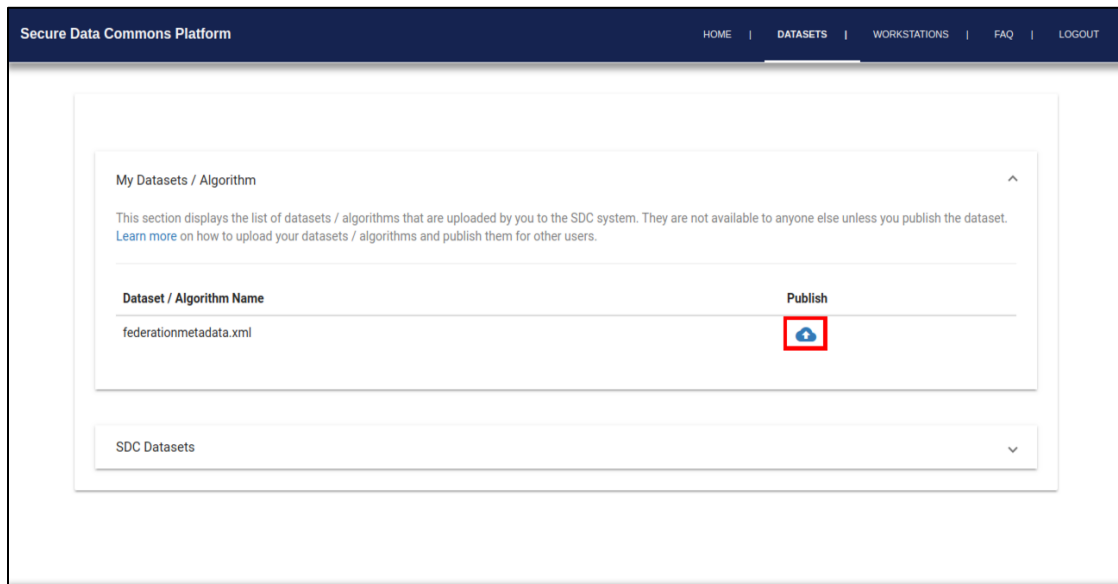 Secure Data Commons Platform
HOME | DATASETS | WORKSTATIONS | FAQ | LOGOUT
My Datasets / Algorithm
This section displays the list of datasets / algorithms that are uploaded by you to the SDC system. They are not available to anyone else unless you publish the dataset.
Learn more on how to upload your datasets / algorithms and publish them for other users.
Dataset / Algorithm Name Publish
federationmetadata.xml
SDC Datasets